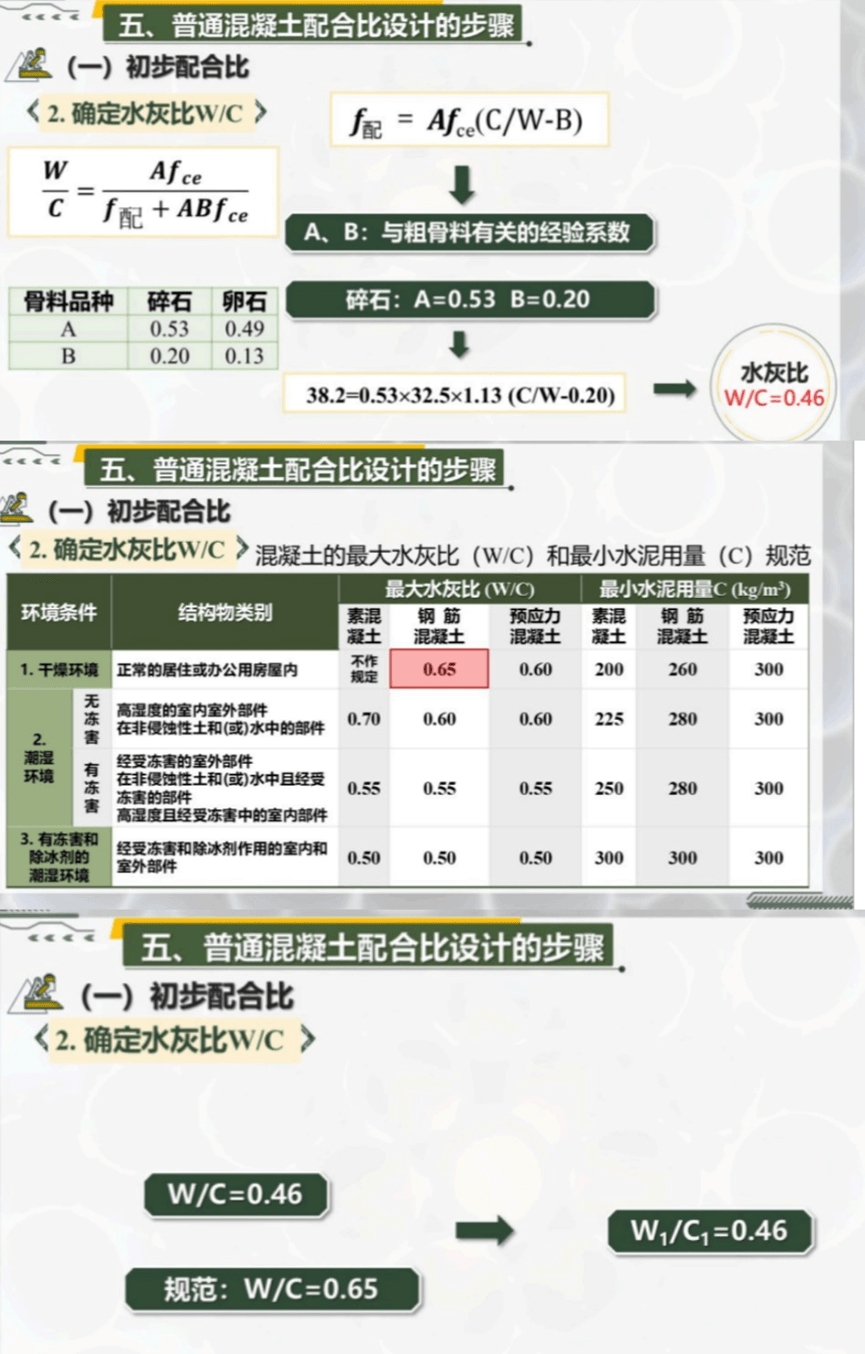 五、普通混凝土配合比设计的步骤
(一) 初步配合比
《2. 确定水灰比W/C》
f配 = Afce(C/W-B)
W/C = Afce / (f配 + ABfce)
A、B：与粗骨料有关的经验系数
骨料品种 碎石 卵石
A 0.53 0.49
B 0.20 0.13
碎石：A=0.53 B=0.20
38.2=0.53×32.5×1.13 (C/W-0.20)
水灰比
W/C=0.46
五、普通混凝土配合比设计的步骤
(一) 初步配合比
《2. 确定水灰比W/C》混凝土的最大水灰比（W/C）和最小水泥用量（C）规范
环境条件 结构物类别 最大水灰比 (W/C) 最小水泥用量C (kg/m³)
素混凝土 钢筋混凝土 预应力混凝土 素混凝土 钢筋混凝土 预应力混凝土
1. 干燥环境 正常的居住或办公用房屋内 不作规定 0.65 0.60 200 260 300
2. 潮湿环境 无冻害 高湿度的室内室外部件
在非侵蚀性土和(或)水中的部件 0.70 0.60 0.60 225 280 300
有冻害 经受冻害的室外部件
在非侵蚀性土和(或)水中且经受
冻害的部件
高湿度且经受冻害中的室内部件 0.55 0.55 0.55 250 280 300
3. 有冻害和除冰剂的潮湿环境 经受冻害和除冰剂作用的室内和
室外部件 0.50 0.50 0.50 300 300 300
五、普通混凝土配合比设计的步骤
(一) 初步配合比
《2. 确定水灰比W/C》
W/C=0.46
W₁/C₁=0.46
规范：W/C=0.65